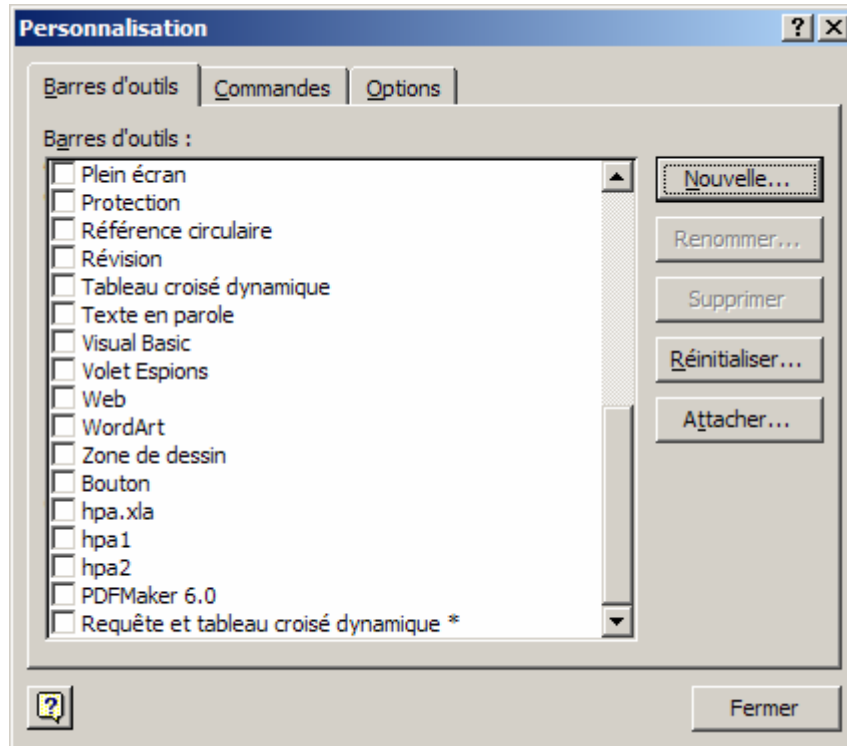 Personnalisation
Barres d'outils
Commandes
Options
Barres d'outils :
Plein écran
Protection
Référence circulaire
Révision
Tableau croisé dynamique
Texte en parole
Visual Basic
Volet Espions
Web
WordArt
Zone de dessin
Bouton
hpa.xla
hpa1
hpa2
PDFMaker 6.0
Requête et tableau croisé dynamique *
Nouvelle...
Renommer...
Supprimer
Réinitialiser...
Attacher...
Fermer